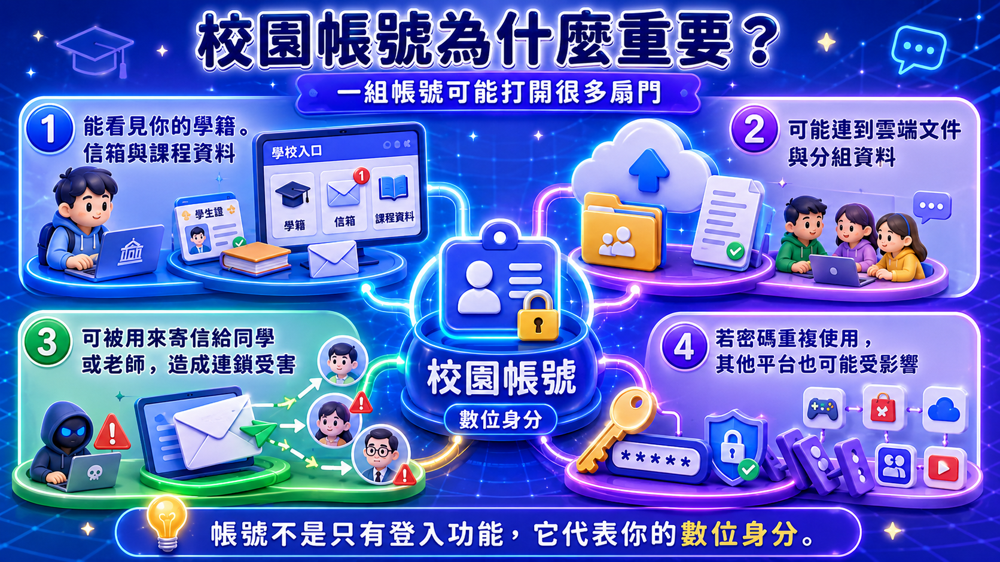 校園帳號為什麼重要？
一組帳號可能打開很多扇門
1
能看見你的學籍。
信箱與課程資料
學校入口
1
學籍
信箱
課程資料
學生證
2
可能連到雲端文件
與分組資料
校園帳號
數位身分
3
可被用來寄信給同學
或老師，造成連鎖受害
4
若密碼重複使用，
其他平台也可能受影響
*****
帳號不是只有登入功能，它代表你的數位身分。